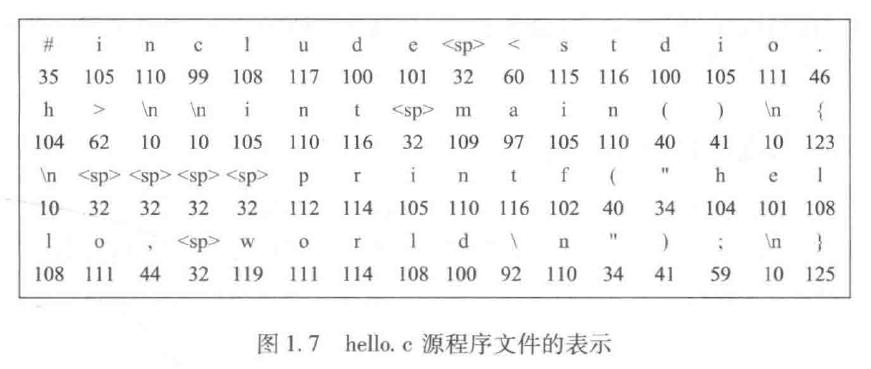 # i n c l u d e <sp> < s t d i o .
35 105 110 99 108 117 100 101 32 60 115 116 100 105 111 46
h > \n \n i n t <sp> m a i n ( ) \n {
104 62 10 10 105 110 116 32 109 97 105 110 40 41 10 123
\n <sp> <sp> <sp> <sp> p r i n t f ( " h e l
10 32 32 32 32 112 114 105 110 116 102 40 34 104 101 108
l o , <sp> w o r l d \ n " ) ; \n }
108 111 44 32 119 111 114 108 100 92 110 34 41 59 10 125
图 1.7 hello. c 源程序文件的表示